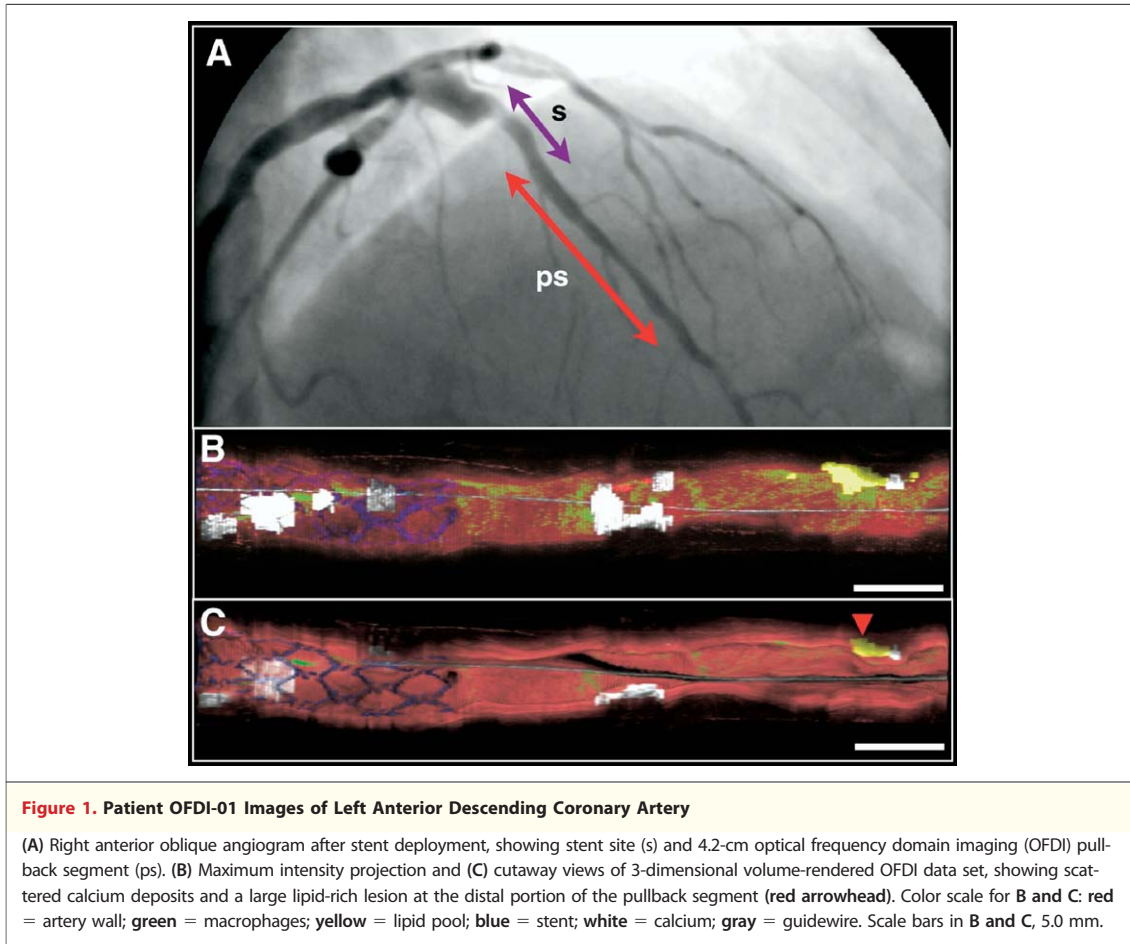 A
s
ps
B
C
Figure 1. Patient OFDI-01 Images of Left Anterior Descending Coronary Artery
(A) Right anterior oblique angiogram after stent deployment, showing stent site (s) and 4.2-cm optical frequency domain imaging (OFDI) pull-
back segment (ps). (B) Maximum intensity projection and (C) cutaway views of 3-dimensional volume-rendered OFDI data set, showing scat-
tered calcium deposits and a large lipid-rich lesion at the distal portion of the pullback segment (red arrowhead). Color scale for B and C: red
= artery wall; green = macrophages; yellow = lipid pool; blue = stent; white = calcium; gray = guidewire. Scale bars in B and C, 5.0 mm.